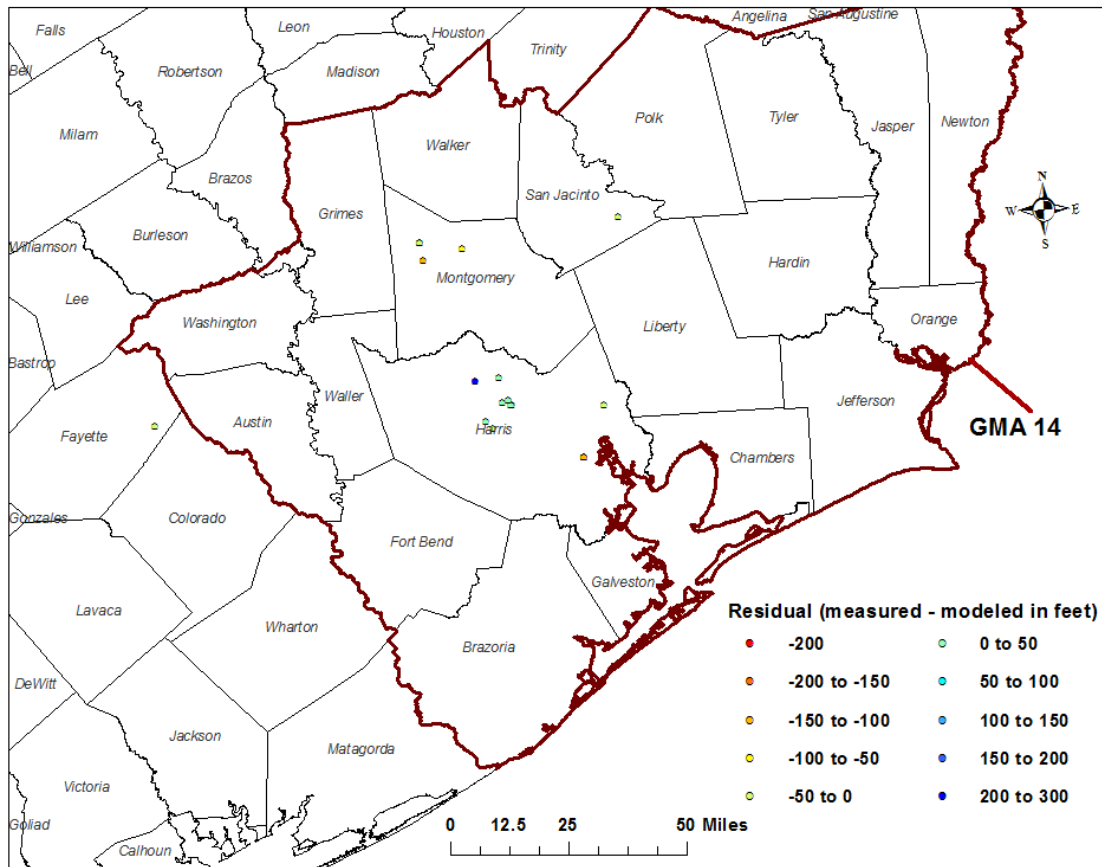 Falls
Leon
Houston
Angelina
San Augustine
Bell
Robertson
Madison
Trinity
Milam
Walker
Polk
Tyler
Jasper
Newton
Brazos
San Jacinto
Grimes
N
W E
S
Williamson
Burleson
Montgomery
Hardin
Lee
Washington
Liberty
Orange
Bastrop
Waller
Jefferson
Austin
GMA 14
Fayette
Harris
Chambers
Gonzales
Colorado
Fort Bend
Galveston
Lavaca
Wharton
Brazoria
Residual (measured - modeled in feet)
-200
0 to 50
-200 to -150
50 to 100
-150 to -100
100 to 150
-100 to -50
150 to 200
-50 to 0
200 to 300
DeWitt
Jackson
Matagorda
Victoria
Goliad
Calhoun
0 12.5 25 50 Miles